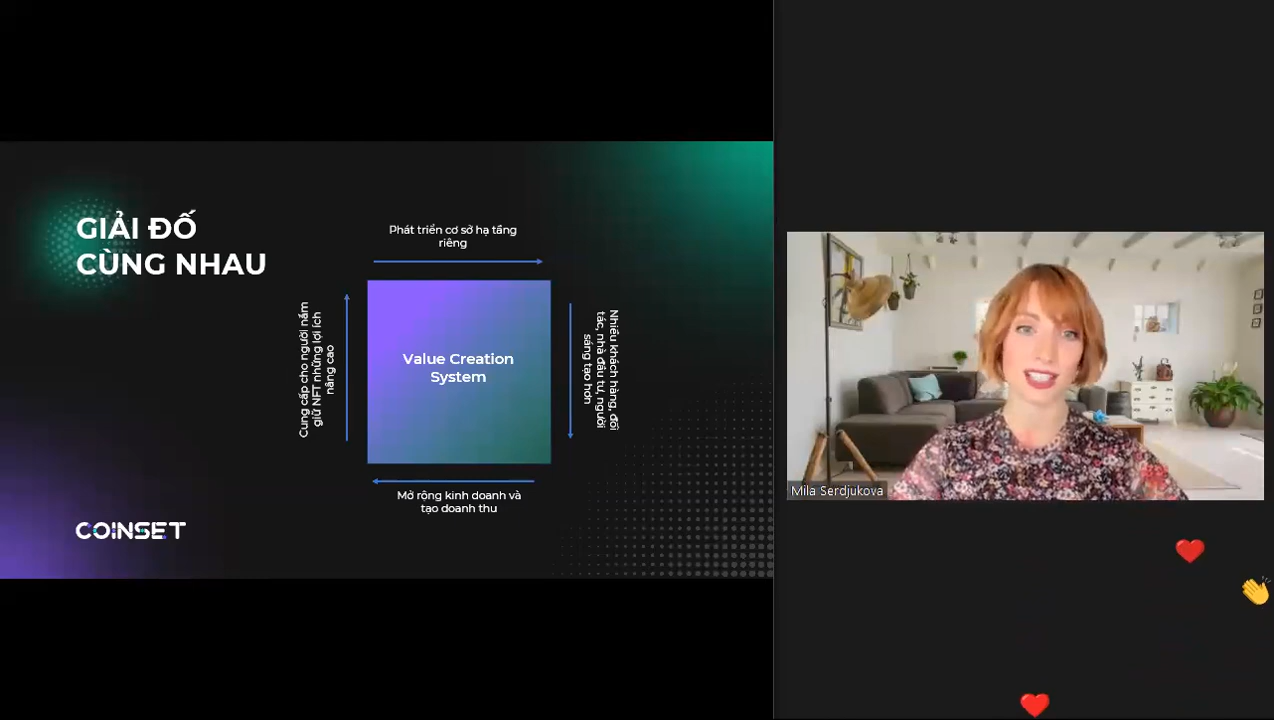 GIẢI ĐỐ
CÙNG NHAU
Phát triển cơ sở hạ tầng
riêng
Cung cấp cho người nắm
giữ NFT những lợi ích
nâng cao
Value Creation
System
Nhiều khách hàng, đối
tác, nhà đầu tư, người
sáng tạo hơn
Mở rộng kinh doanh và
tạo doanh thu
COINSET
Mila Serdjukova